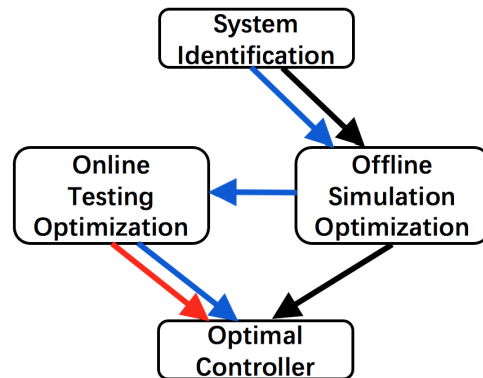 System
Identification
Online
Testing
Optimization
Offline
Simulation
Optimization
Optimal
Controller